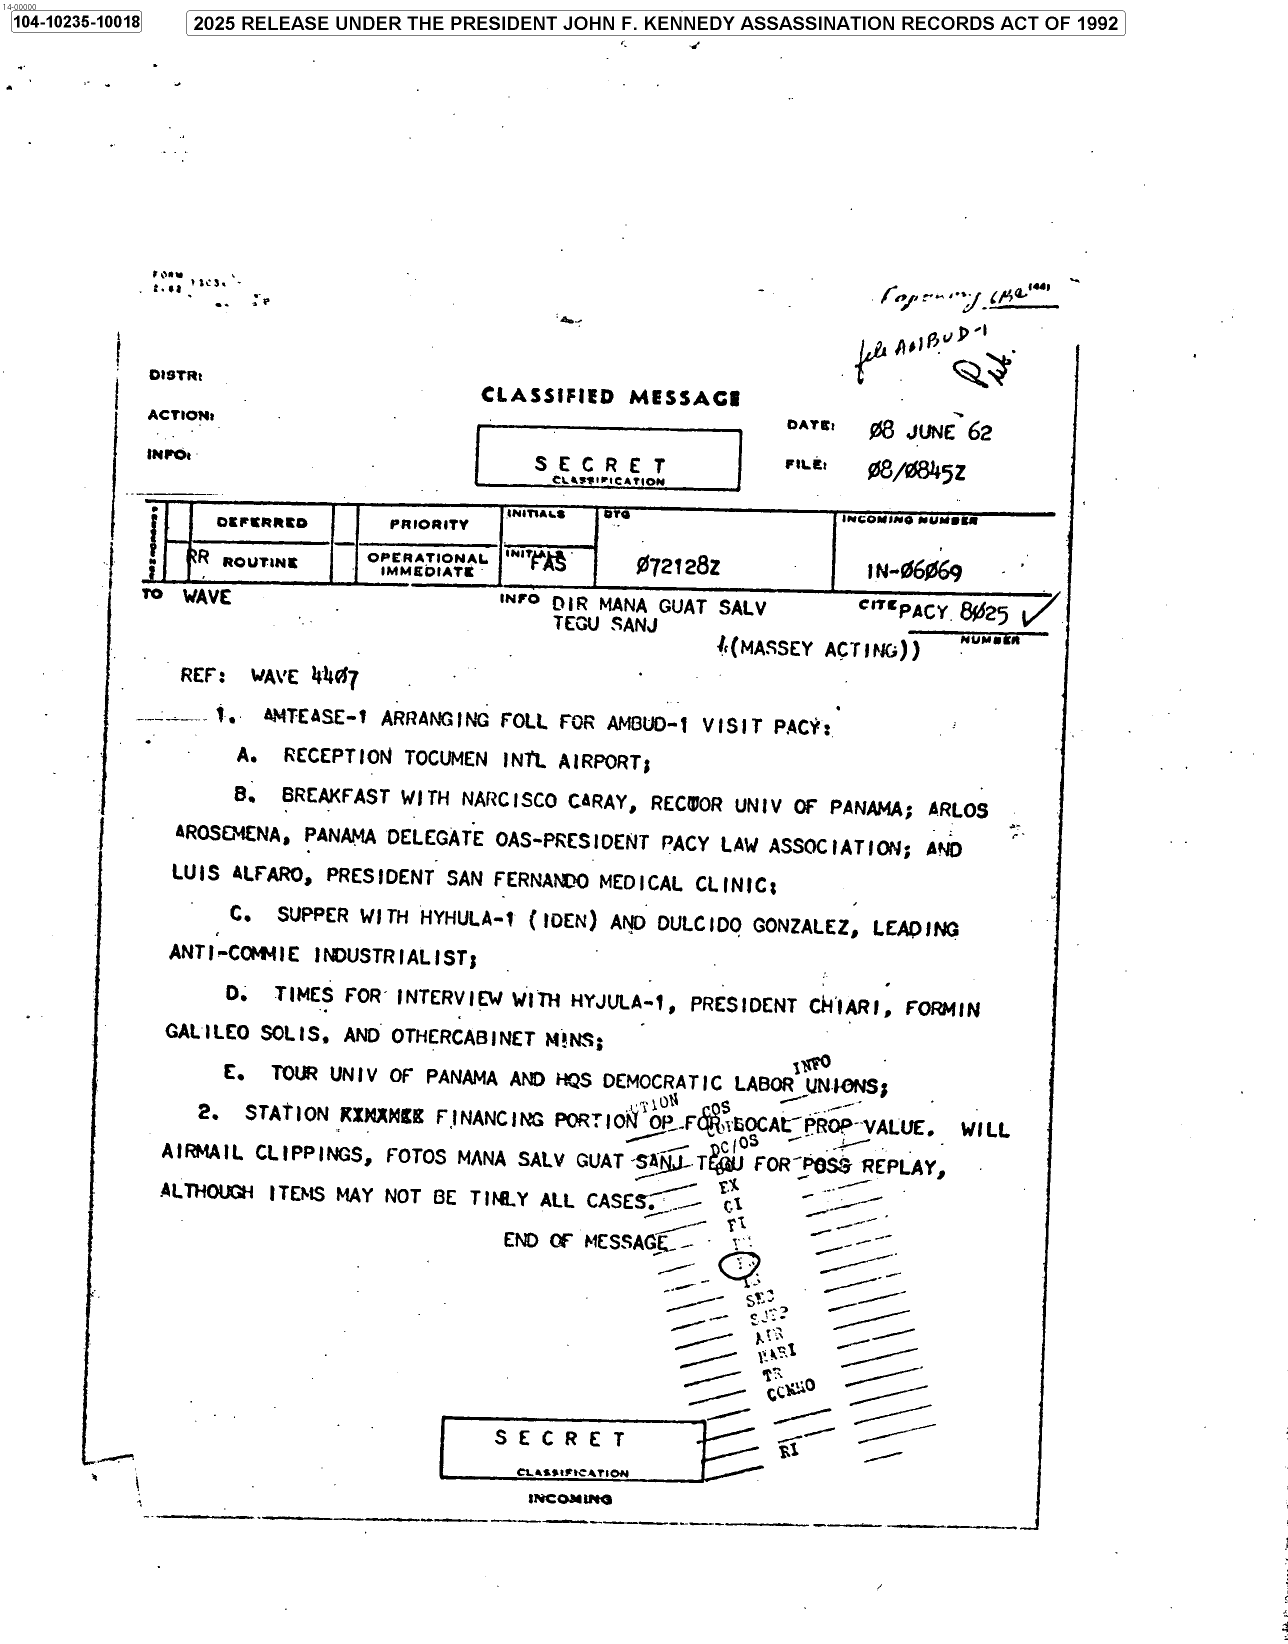 14-00000
104-10235-10018
2025 RELEASE UNDER THE PRESIDENT JOHN F. KENNEDY ASSASSINATION RECORDS ACT OF 1992
FORM
2-62
file AMBUD-1
DISTR:
CLASSIFIED MESSAGE
ACTION:
DATE: Ø8 JUNE 62
INFO:
SECRET
CLASSIFICATION
FILE: Ø8/Ø845Z
DEFERRED PRIORITY INITIALS DTG INCOMING NUMBER
RR ROUTINE OPERATIONAL IMMEDIATE INITIALS FAS Ø72128Z IN-Ø6Ø69
TO WAVE INFO DIR MANA GUAT SALV CITE PACY 8Ø25
TEGU SANJ NUMBER
(MASSEY ACTING))
REF: WAVE 44Ø7
1. AMTEASE-1 ARRANGING FOLL FOR AMBUD-1 VISIT PACY:
A. RECEPTION TOCUMEN INTL AIRPORT;
B. BREAKFAST WITH NARCISCO CARAY, RECTOR UNIV OF PANAMA; ARLOS
AROSEMENA, PANAMA DELEGATE OAS-PRESIDENT PACY LAW ASSOCIATION; AND
LUIS ALFARO, PRESIDENT SAN FERNANDO MEDICAL CLINIC;
C. SUPPER WITH HYHULA-1 (IDEN) AND DULCIDO GONZALEZ, LEADING
ANTI-COMMIE INDUSTRIALIST;
D. TIMES FOR INTERVIEW WITH HYJULA-1, PRESIDENT CHIARI, FORMIN
GALILEO SOLIS, AND OTHERCABINET MINS;
E. TOUR UNIV OF PANAMA AND HQS DEMOCRATIC LABOR UNIONS;
2. STATION FINANCING PORTION OP FOR LOCAL PROP VALUE. WILL
AIRMAIL CLIPPINGS, FOTOS MANA SALV GUAT SANJ TEGU FOR POSS REPLAY,
ALTHOUGH ITEMS MAY NOT BE TIMLY ALL CASES.
END OF MESSAGE
INFO
COS
DC/OS
EX
CI
FI
SEC
AIR
MARI
TR
COMMO
RI
SECRET
CLASSIFICATION
INCOMING